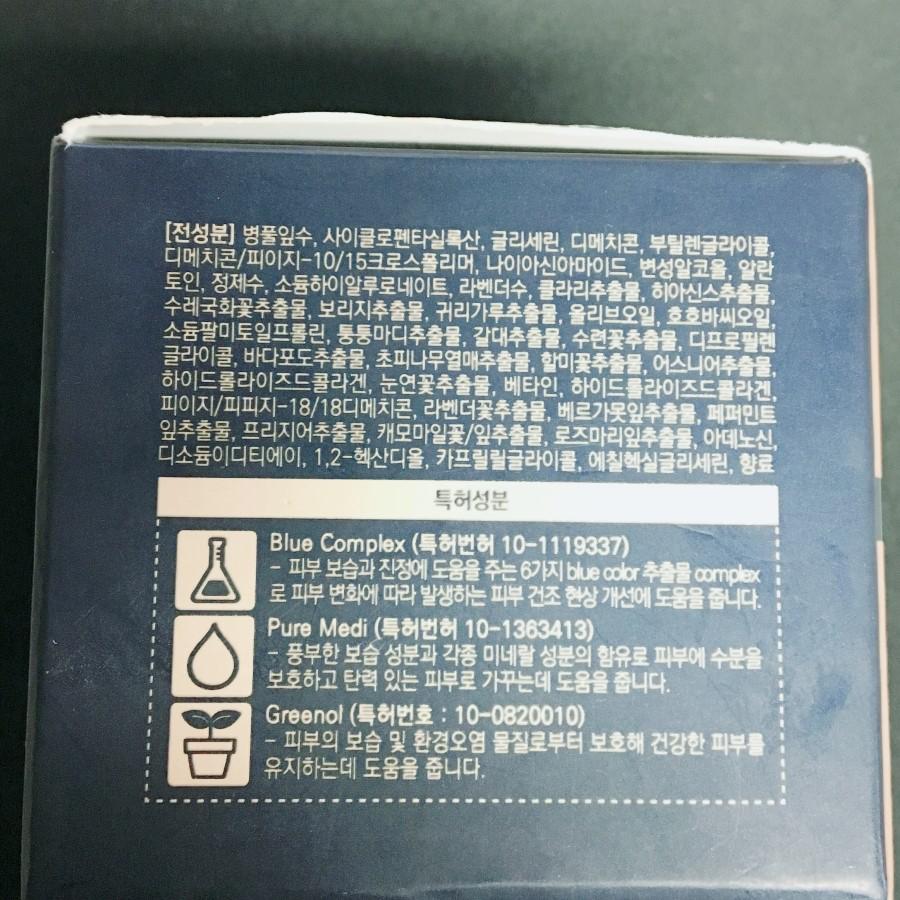 [전성분] 병풀잎수, 사이클로펜타실록산, 글리세린, 디메치콘, 부틸렌글라이콜,
디메치콘/피이지-10/15크로스폴리머, 나이아신아마이드, 변성알코올, 알란
토인, 정제수, 소듐하이알루로네이트, 라벤더수, 클라리추출물, 히아신스추출물,
수레국화꽃추출물, 보리지추출물, 귀리가루추출물, 올리브오일, 호호바씨오일,
소듐팔미토일프롤린, 퉁퉁마디추출물, 갈대추출물, 수련꽃추출물, 디프로필렌
글라이콜, 바다포도추출물, 초피나무열매추출물, 할미꽃추출물, 어스니어추출물,
하이드롤라이즈드콜라겐, 눈연꽃추출물, 베타인, 하이드롤라이즈드콜라겐,
피이지/피피지-18/18디메치콘, 라벤더꽃추출물, 베르가못잎추출물, 페퍼민트
잎추출물, 프리지어추출물, 캐모마일꽃/잎추출물, 로즈마리잎추출물, 아데노신,
디소듐이디티에이, 1,2-헥산디올, 카프릴릴글라이콜, 에칠헥실글리세린, 향료
특허성분
Blue Complex (특허번허 10-1119337)
- 피부 보습과 진정에 도움을 주는 6가지 blue color 추출물 complex
로 피부 변화에 따라 발생하는 피부 건조 현상 개선에 도움을 줍니다.
Pure Medi (특허번허 10-1363413)
- 풍부한 보습 성분과 각종 미네랄 성분의 함유로 피부에 수분을
보호하고 탄력 있는 피부로 가꾸는데 도움을 줍니다.
Greenol (특허번호 : 10-0820010)
- 피부의 보습 및 환경오염 물질로부터 보호해 건강한 피부를
유지하는데 도움을 줍니다.